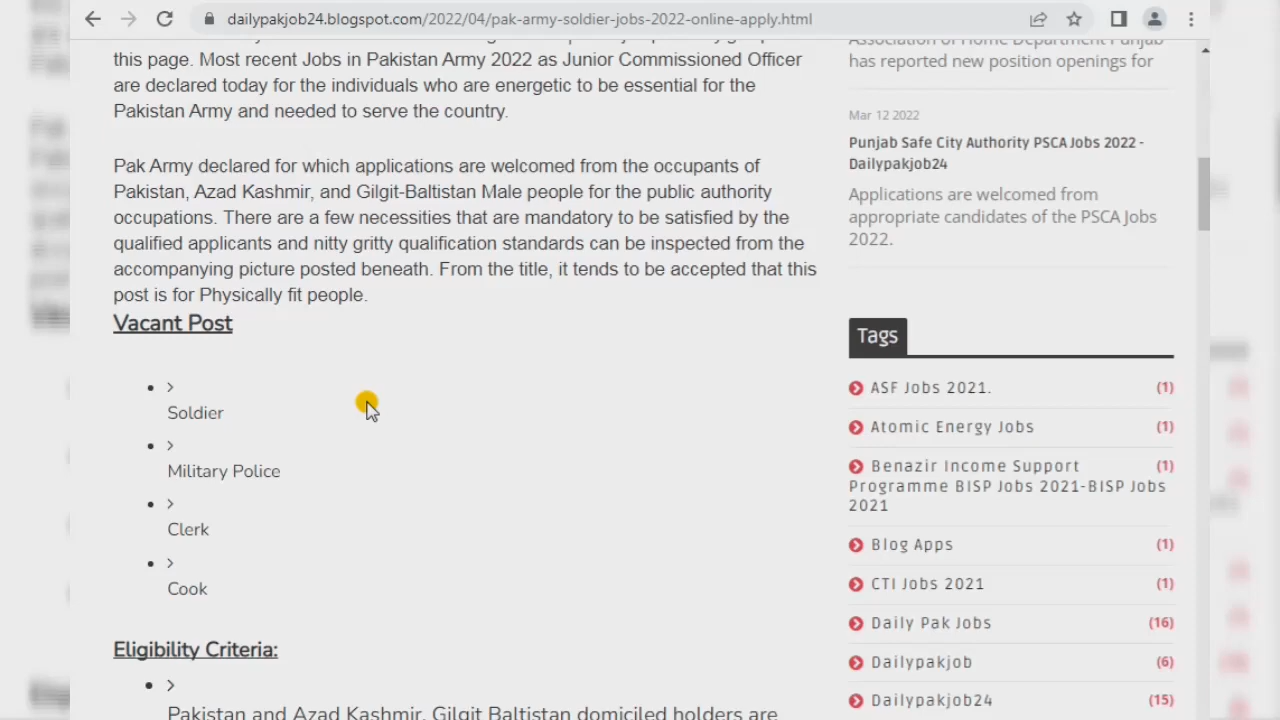 dailypakjob24.blogspot.com/2022/04/pak-army-soldier-jobs-2022-online-apply.html
this page. Most recent Jobs in Pakistan Army 2022 as Junior Commissioned Officer
are declared today for the individuals who are energetic to be essential for the
Pakistan Army and needed to serve the country.
Pak Army declared for which applications are welcomed from the occupants of
Pakistan, Azad Kashmir, and Gilgit-Baltistan Male people for the public authority
occupations. There are a few necessities that are mandatory to be satisfied by the
qualified applicants and nitty gritty qualification standards can be inspected from the
accompanying picture posted beneath. From the title, it tends to be accepted that this
post is for Physically fit people.
Vacant Post
Soldier
Military Police
Clerk
Cook
Eligibility Criteria:
Pakistan and Azad Kashmir, Gilgit Baltistan domiciled holders are
Association of Home Department Punjab
has reported new position openings for
Mar 12 2022
Punjab Safe City Authority PSCA Jobs 2022 -
Dailypakjob24
Applications are welcomed from
appropriate candidates of the PSCA Jobs
2022.
Tags
ASF Jobs 2021. (1)
Atomic Energy Jobs (1)
Benazir Income Support (1)
Programme BISP Jobs 2021-BISP Jobs
2021
Blog Apps (1)
CTI Jobs 2021 (1)
Daily Pak Jobs (16)
Dailypakjob (6)
Dailypakjob24 (15)